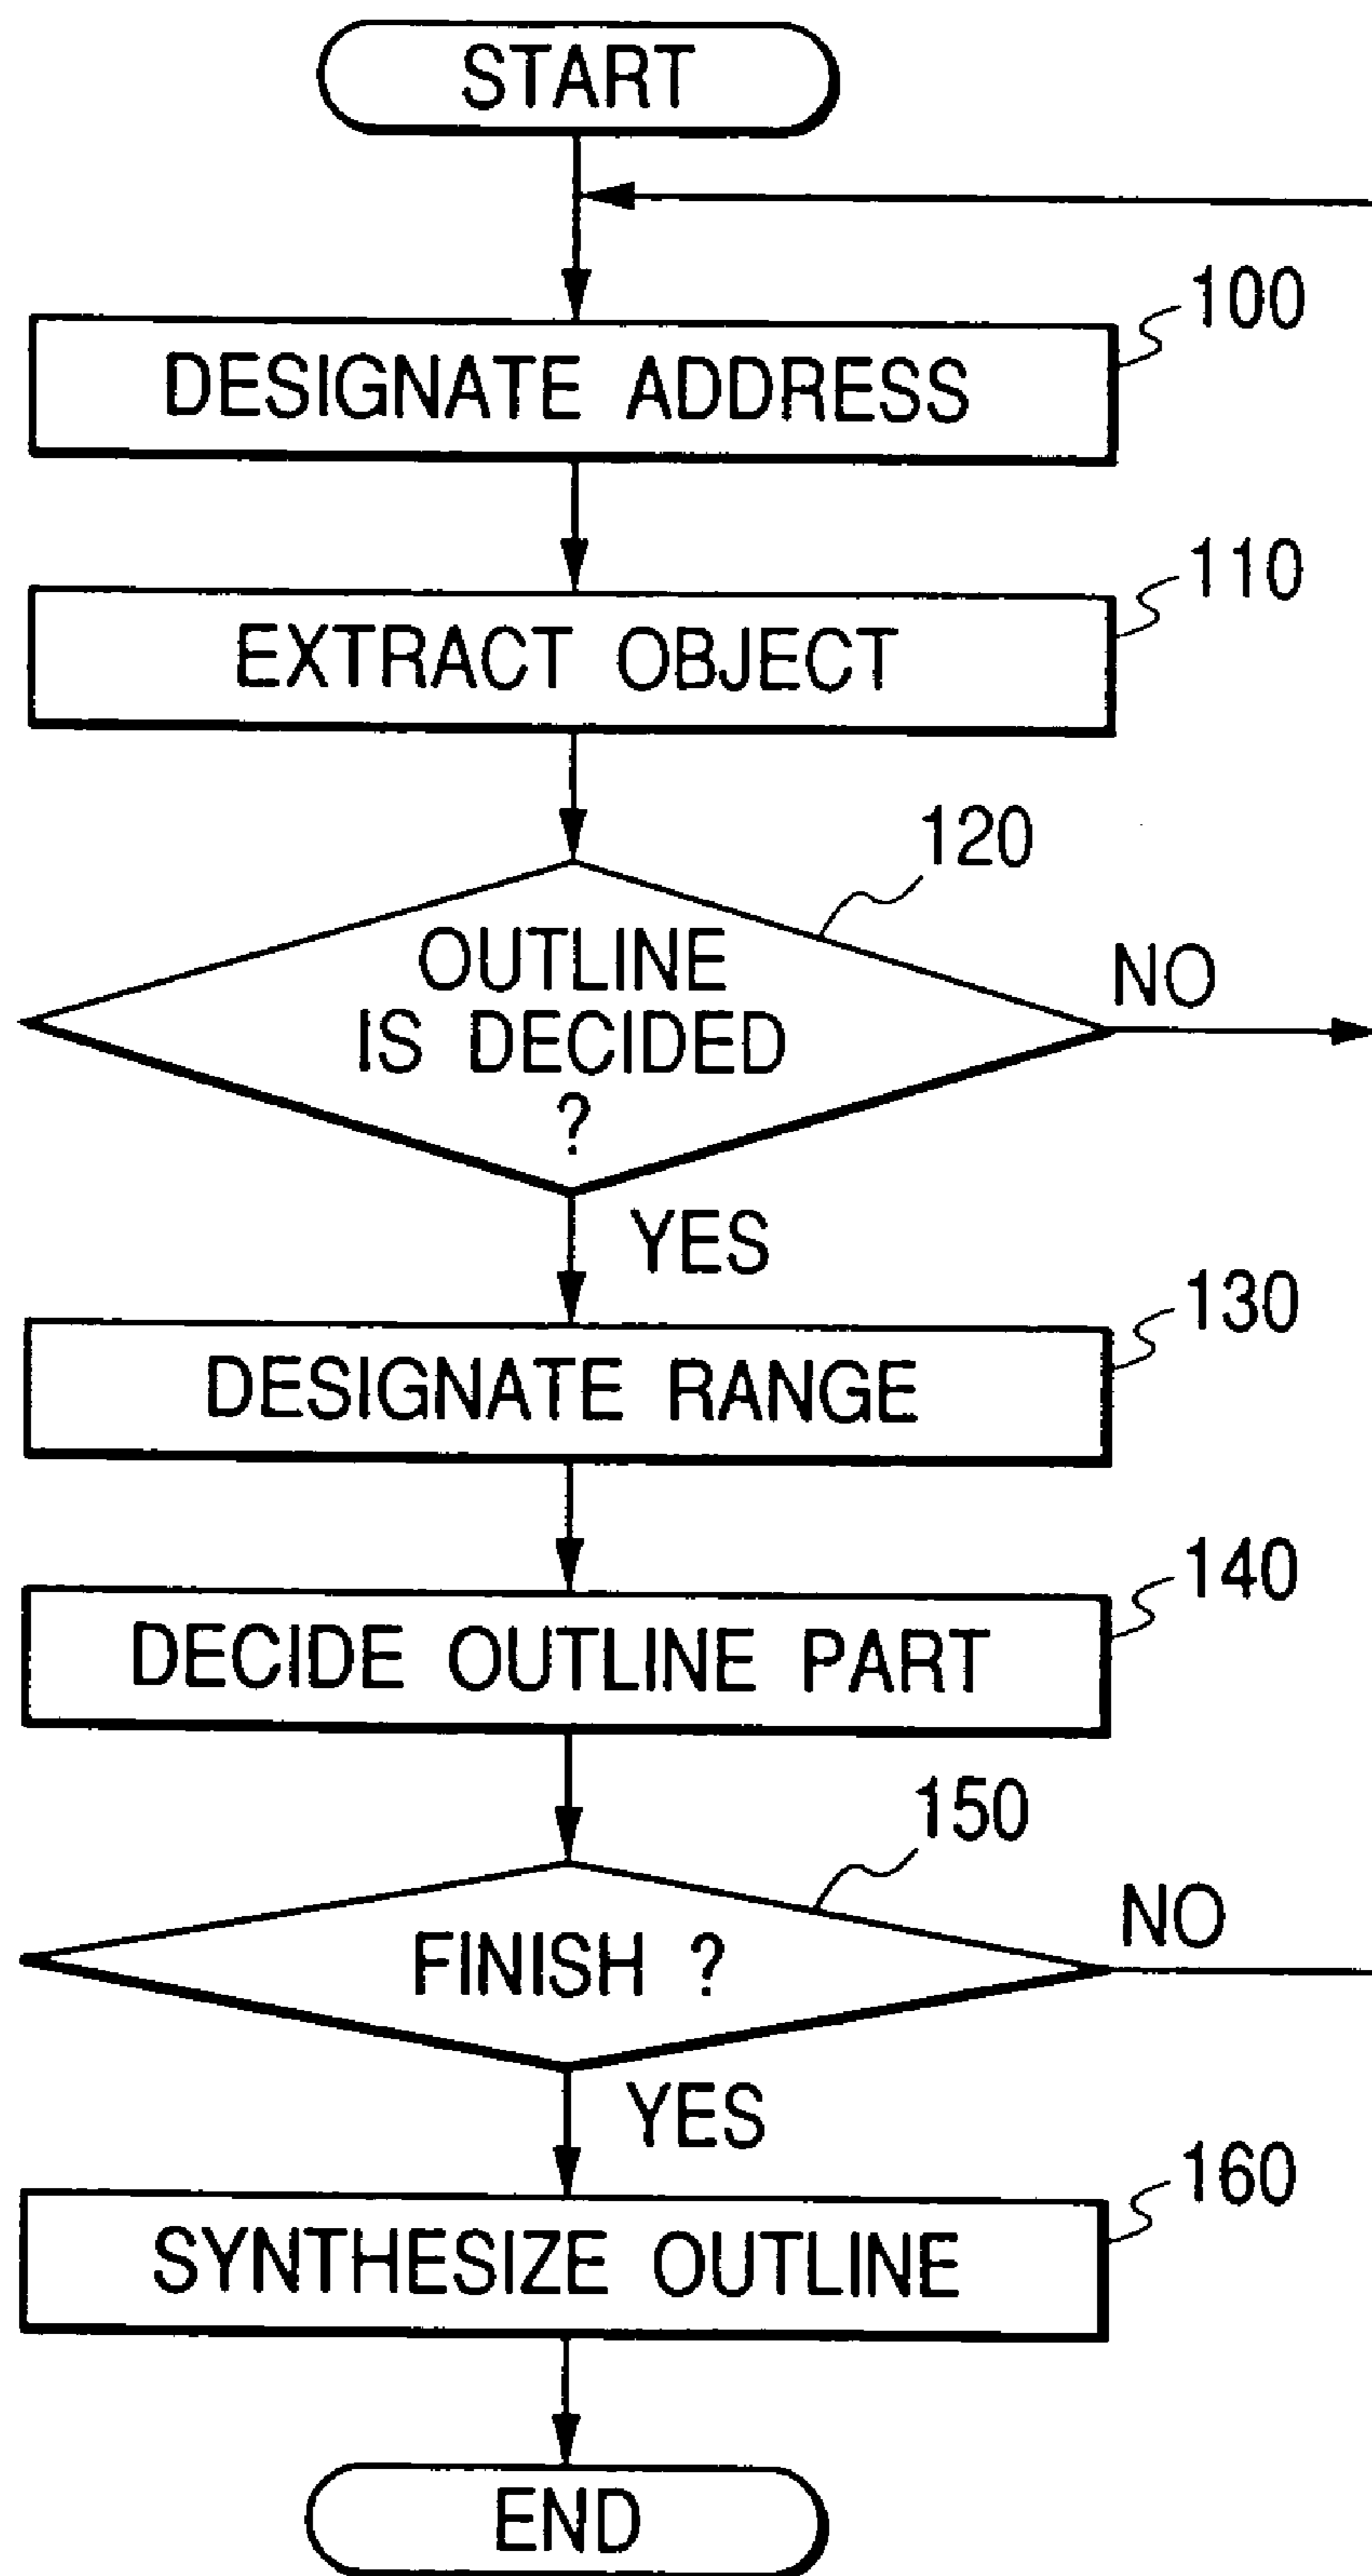 START
100
DESIGNATE ADDRESS
110
EXTRACT OBJECT
120
OUTLINE
IS DECIDED
?
NO
YES
130
DESIGNATE RANGE
140
DECIDE OUTLINE PART
150
FINISH ?
NO
YES
160
SYNTHESIZE OUTLINE
END